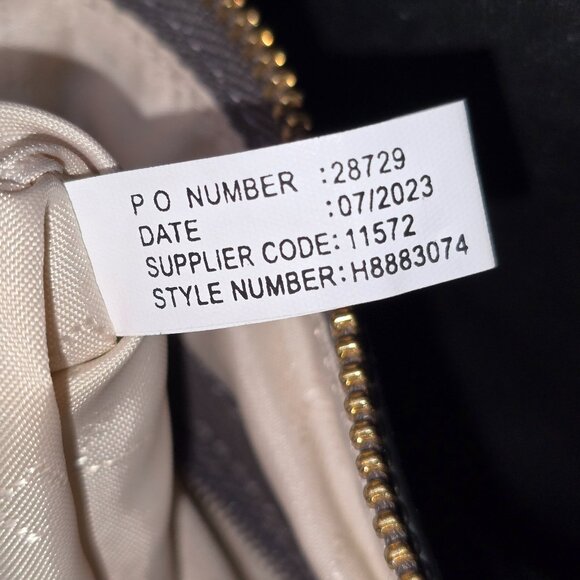 P O NUMBER :28729
DATE :07/2023
SUPPLIER CODE:11572
STYLE NUMBER:H8883074